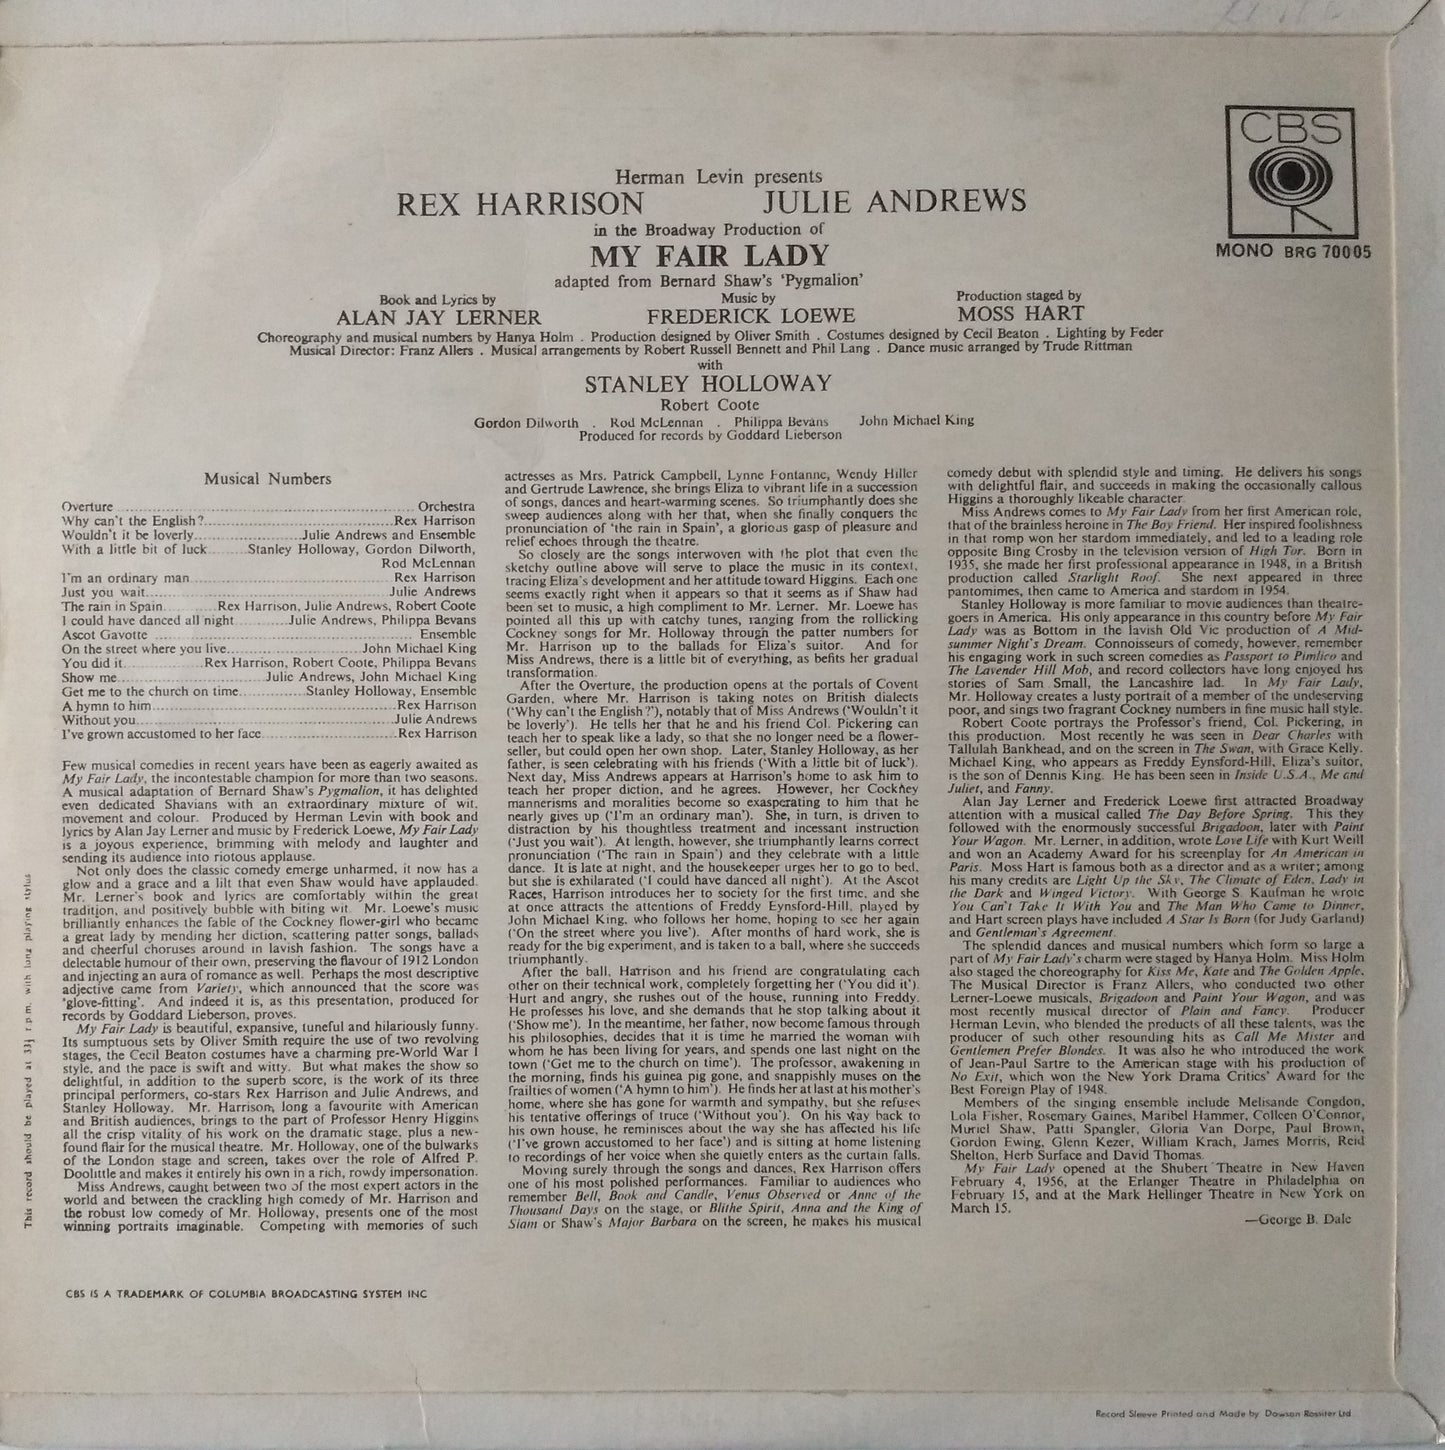 CBS
MONO BRG 70005
Herman Levin presents
REX HARRISON JULIE ANDREWS
in the Broadway Production of
MY FAIR LADY
adapted from Bernard Shaw's 'Pygmalion'
Book and Lyrics by Music by Production staged by
ALAN JAY LERNER FREDERICK LOEWE MOSS HART
Choreography and musical numbers by Hanya Holm . Production designed by Oliver Smith . Costumes designed by Cecil Beaton . Lighting by Feder
Musical Director: Franz Allers . Musical arrangements by Robert Russell Bennett and Phil Lang . Dance music arranged by Trude Rittman
with
STANLEY HOLLOWAY
Robert Coote
Gordon Dilworth . Rod McLennan . Philippa Bevans John Michael King
Produced for records by Goddard Lieberson
Musical Numbers
Overture Orchestra
Why can't the English? Rex Harrison
Wouldn't it be loverly Julie Andrews and Ensemble
With a little bit of luck Stanley Holloway, Gordon Dilworth,
Rod McLennan
I'm an ordinary man Rex Harrison
Just you wait Julie Andrews
The rain in Spain Rex Harrison, Julie Andrews, Robert Coote
I could have danced all night Julie Andrews, Philippa Bevans
Ascot Gavotte Ensemble
On the street where you live John Michael King
You did it Rex Harrison, Robert Coote, Philippa Bevans
Show me Julie Andrews, John Michael King
Get me to the church on time Stanley Holloway, Ensemble
A hymn to him Rex Harrison
Without you Julie Andrews
I've grown accustomed to her face Rex Harrison
Few musical comedies in recent years have been as eagerly awaited as
My Fair Lady, the incontestable champion for more than two seasons.
A musical adaptation of Bernard Shaw's Pygmalion, it has delighted
even dedicated Shavians with an extraordinary mixture of wit,
movement and colour. Produced by Herman Levin with book and
lyrics by Alan Jay Lerner and music by Frederick Loewe, My Fair Lady
is a joyous experience, brimming with melody and laughter and
sending its audience into riotous applause.
Not only does the classic comedy emerge unharmed, it now has a
glow and a grace and a lilt that even Shaw would have applauded.
Mr. Lerner's book and lyrics are comfortably within the great
tradition, and positively bubble with biting wit. Mr. Loewe's music
brilliantly enhances the fable of the Cockney flower-girl who became
a great lady by mending her diction, scattering patter songs, ballads
and cheerful choruses around in lavish fashion. The songs have a
delectable humour of their own, preserving the flavour of 1912 London
and injecting an aura of romance as well. Perhaps the most descriptive
adjective came from Variety, which announced that the score was
'glove-fitting'. And indeed it is, as this presentation, produced for
records by Goddard Lieberson, proves.
My Fair Lady is beautiful, expansive, tuneful and hilariously funny.
Its sumptuous sets by Oliver Smith require the use of two revolving
stages, the Cecil Beaton costumes have a charming pre-World War I
style, and the pace is swift and witty. But what makes the show so
delightful, in addition to the superb score, is the work of its three
principal performers, co-stars Rex Harrison and Julie Andrews, and
Stanley Holloway. Mr. Harrison, long a favourite with American
and British audiences, brings to the part of Professor Henry Higgins
all the crisp vitality of his work on the dramatic stage, plus a new-
found flair for the musical theatre. Mr. Holloway, one of the bulwarks
of the London stage and screen, takes over the role of Alfred P.
Doolittle and makes it entirely his own in a rich, rowdy impersonation.
Miss Andrews, caught between two of the most expert actors in the
world and between the crackling high comedy of Mr. Harrison and
the robust low comedy of Mr. Holloway, presents one of the most
winning portraits imaginable. Competing with memories of such
actresses as Mrs. Patrick Campbell, Lynne Fontanne, Wendy Hiller
and Gertrude Lawrence, she brings Eliza to vibrant life in a succession
of songs, dances and heart-warming scenes. So triumphantly does she
sweep audiences along with her that, when she finally conquers the
pronunciation of 'the rain in Spain', a glorious gasp of pleasure and
relief echoes through the theatre.
So closely are the songs interwoven with the plot that even the
sketchy outline above will serve to place the music in its context,
tracing Eliza's development and her attitude toward Higgins. Each one
seems exactly right when it appears so that it seems as if Shaw had
been set to music, a high compliment to Mr. Lerner. Mr. Loewe has
pointed all this up with catchy tunes, ranging from the rollicking
Cockney songs for Mr. Holloway through the patter numbers for
Mr. Harrison up to the ballads for Eliza's suitor. And for
Miss Andrews, there is a little bit of everything, as befits her gradual
transformation.
After the Overture, the production opens at the portals of Covent
Garden, where Mr. Harrison is taking notes on British dialects
('Why can't the English?'), notably that of Miss Andrews ('Wouldn't it
be loverly'). He tells her that he and his friend Col. Pickering can
teach her to speak like a lady, so that she no longer need be a flower-
seller, but could open her own shop. Later, Stanley Holloway, as her
father, is seen celebrating with his friends ('With a little bit of luck').
Next day, Miss Andrews appears at Harrison's home to ask him to
teach her proper diction, and he agrees. However, her Cockney
mannerisms and moralities become so exasperating to him that he
nearly gives up ('I'm an ordinary man'). She, in turn, is driven to
distraction by his thoughtless treatment and incessant instruction
('Just you wait'). At length, however, she triumphantly learns correct
pronunciation ('The rain in Spain') and they celebrate with a little
dance. It is late at night, and the housekeeper urges her to go to bed,
but she is exhilarated ('I could have danced all night'). At the Ascot
Races, Harrison introduces her to society for the first time, and she
at once attracts the attentions of Freddy Eynsford-Hill, played by
John Michael King, who follows her home, hoping to see her again
('On the street where you live'). After months of hard work, she is
ready for the big experiment, and is taken to a ball, where she succeeds
triumphantly.
After the ball, Harrison and his friend are congratulating each
other on their technical work, completely forgetting her ('You did it').
Hurt and angry, she rushes out of the house, running into Freddy.
He professes his love, and she demands that he stop talking about it
('Show me'). In the meantime, her father, now become famous through
his philosophies, decides that it is time he married the woman with
whom he has been living for years, and spends one last night on the
town ('Get me to the church on time'). The professor, awakening in
the morning, finds his guinea pig gone, and snappishly muses on the
frailties of women ('A hymn to him'). He finds her at last at his mother's
home, where she has gone for warmth and sympathy, but she refuses
his tentative offerings of truce ('Without you'). On his way back to
his own house, he reminisces about the way she has affected his life
('I've grown accustomed to her face') and is sitting at home listening
to recordings of her voice when she quietly enters as the curtain falls.
Moving surely through the songs and dances, Rex Harrison offers
one of his most polished performances. Familiar to audiences who
remember Bell, Book and Candle, Venus Observed or Anne of the
Thousand Days on the stage, or Blithe Spirit, Anna and the King of
Siam or Shaw's Major Barbara on the screen, he makes his musical
comedy debut with splendid style and timing. He delivers his songs
with delightful flair, and succeeds in making the occasionally callous
Higgins a thoroughly likeable character.
Miss Andrews comes to My Fair Lady from her first American role,
that of the brainless heroine in The Boy Friend. Her inspired foolishness
in that romp won her stardom immediately, and led to a leading role
opposite Bing Crosby in the television version of High Tor. Born in
1935, she made her first professional appearance in 1948, in a British
production called Starlight Roof. She next appeared in three
pantomimes, then came to America and stardom in 1954.
Stanley Holloway is more familiar to movie audiences than theatre-
goers in America. His only appearance in this country before My Fair
Lady was as Bottom in the lavish Old Vic production of A Mid-
summer Night's Dream. Connoisseurs of comedy, however, remember
his engaging work in such screen comedies as Passport to Pimlico and
The Lavender Hill Mob, and record collectors have long enjoyed his
stories of Sam Small, the Lancashire lad. In My Fair Lady,
Mr. Holloway creates a lusty portrait of a member of the undeserving
poor, and sings two fragrant Cockney numbers in fine music hall style.
Robert Coote portrays the Professor's friend, Col. Pickering, in
this production. Most recently he was seen in Dear Charles with
Tallulah Bankhead, and on the screen in The Swan, with Grace Kelly.
Michael King, who appears as Freddy Eynsford-Hill, Eliza's suitor,
is the son of Dennis King. He has been seen in Inside U.S.A., Me and
Juliet, and Fanny.
Alan Jay Lerner and Frederick Loewe first attracted Broadway
attention with a musical called The Day Before Spring. This they
followed with the enormously successful Brigadoon, later with Paint
Your Wagon. Mr. Lerner, in addition, wrote Love Life with Kurt Weill
and won an Academy Award for his screenplay for An American in
Paris. Moss Hart is famous both as a director and as a writer; among
his many credits are Light Up the Sky, The Climate of Eden, Lady in
the Dark and Winged Victory. With George S. Kaufman he wrote
You Can't Take It With You and The Man Who Came to Dinner,
and Hart screen plays have included A Star Is Born (for Judy Garland)
and Gentleman's Agreement.
The splendid dances and musical numbers which form so large a
part of My Fair Lady's charm were staged by Hanya Holm. Miss Holm
also staged the choreography for Kiss Me, Kate and The Golden Apple.
The Musical Director is Franz Allers, who conducted two other
Lerner-Loewe musicals, Brigadoon and Paint Your Wagon, and was
most recently musical director of Plain and Fancy. Producer
Herman Levin, who blended the products of all these talents, was the
producer of such other resounding hits as Call Me Mister and
Gentlemen Prefer Blondes. It was also he who introduced the work
of Jean-Paul Sartre to the American stage with his production of
No Exit, which won the New York Drama Critics' Award for the
Best Foreign Play of 1948.
Members of the singing ensemble include Melisande Congdon,
Lola Fisher, Rosemary Gaines, Maribel Hammer, Colleen O'Connor,
Muriel Shaw, Patti Spangler, Gloria Van Dorpe, Paul Brown,
Gordon Ewing, Glenn Kezer, William Krach, James Morris, Reid
Shelton, Herb Surface and David Thomas.
My Fair Lady opened at the Shubert Theatre in New Haven
February 4, 1956, at the Erlanger Theatre in Philadelphia on
February 15, and at the Mark Hellinger Theatre in New York on
March 15.
—George B. Dale
This record should be played at 33⅓ r.p.m. with long playing stylus
CBS IS A TRADEMARK OF COLUMBIA BROADCASTING SYSTEM INC
Record Sleeve Printed and Made by Dawson Rossiter Ltd